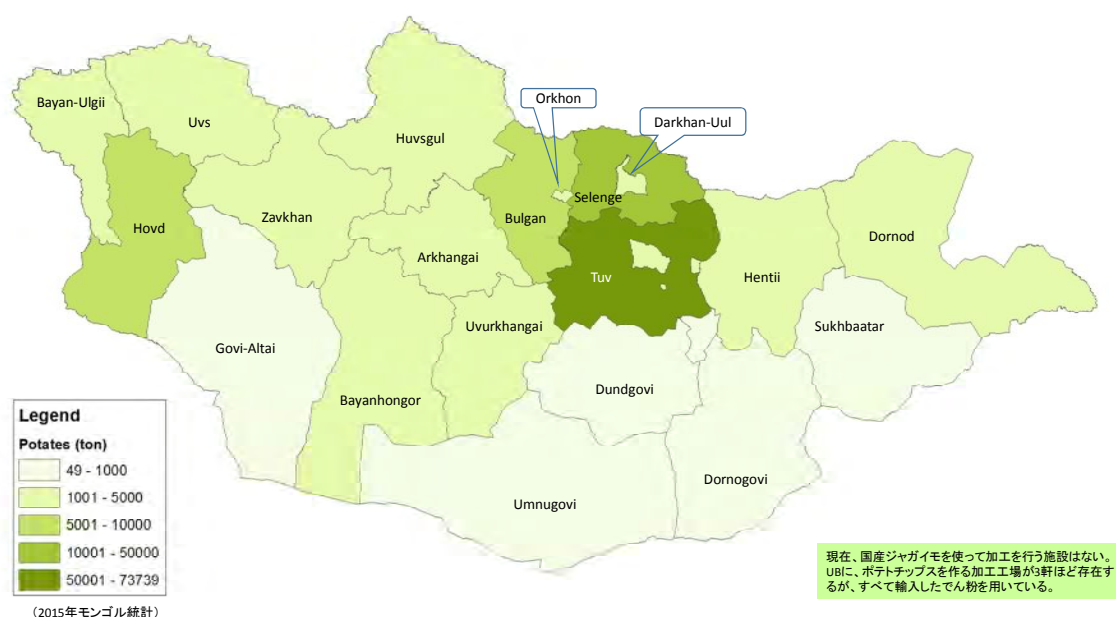 Orkhon
Darkhan-Uul
Bayan-Ulgii
Uvs
Huvsgul
Selenge
Zavkhan
Bulgan
Hovd
Dornod
Arkhangai
Tuv
Hentii
Uvurkhangai
Sukhbaatar
Govi-Altai
Dundgovi
Bayanhongor
Dornogovi
Umnugovi
Legend
Potates (ton)
49 - 1000
1001 - 5000
5001 - 10000
10001 - 50000
50001 - 73739
(2015年モンゴル統計)
現在、国産ジャガイモを使って加工を行う施設はない。
UBに、ポテトチップスを作る加工工場が3軒ほど存在す
るが、すべて輸入したでん粉を用いている。